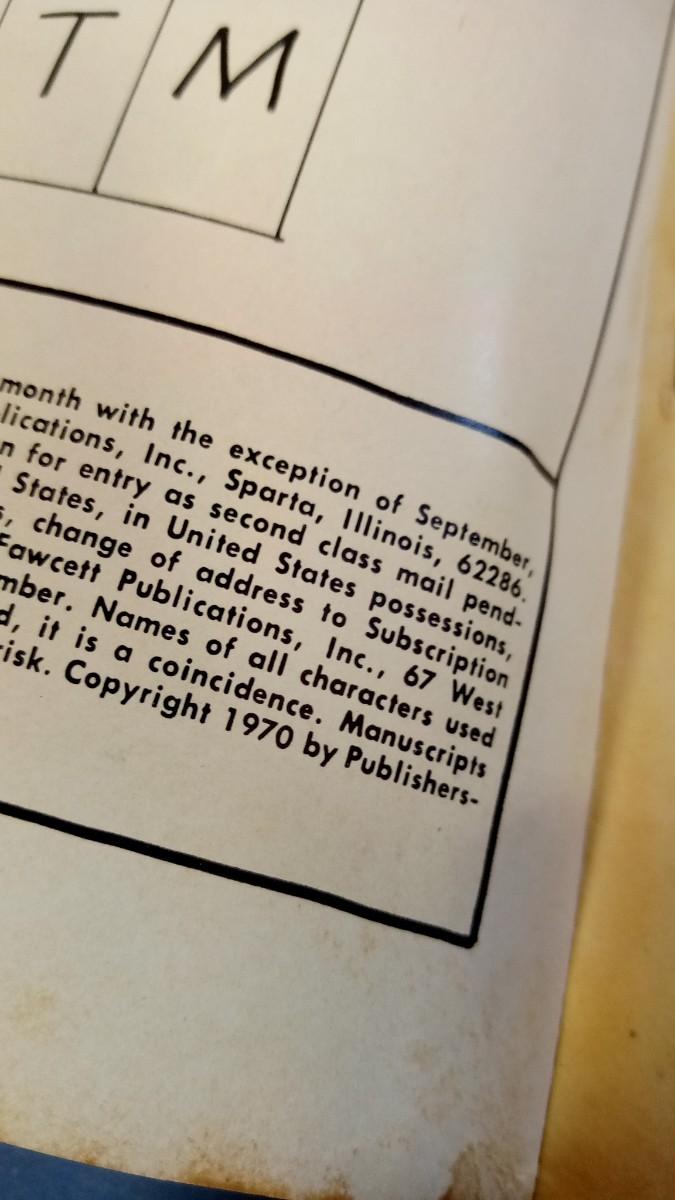 T M
month with the exception of September,
lications, Inc., Sparta, Illinois, 62286.
n for entry as second class mail pend-
States, in United States possessions,
s, change of address to Subscription
Fawcett Publications, Inc., 67 West
mber. Names of all characters used
d, it is a coincidence. Manuscripts
risk. Copyright 1970 by Publishers-